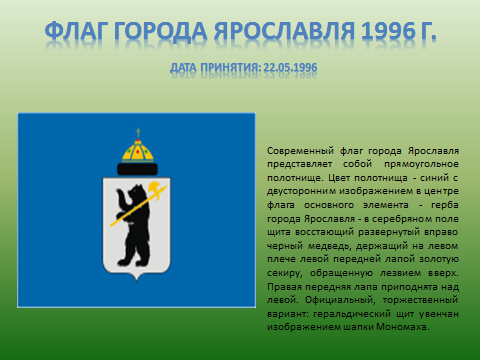 ФЛАГ ГОРОДА ЯРОСЛАВЛЯ 1996 Г.
ДАТА ПРИНЯТИЯ: 22.05.1996
Современный флаг города Ярославля
представляет собой прямоугольное
полотнище. Цвет полотнища - синий с
двусторонним изображением в центре
флага основного элемента - герба
города Ярославля - в серебряном поле
щита восстающий развернутый вправо
черный медведь, держащий на левом
плече левой передней лапой золотую
секиру, обращенную лезвием вверх.
Правая передняя лапа приподнята над
левой. Официальный, торжественный
вариант: геральдический щит увенчан
изображением шапки Мономаха.